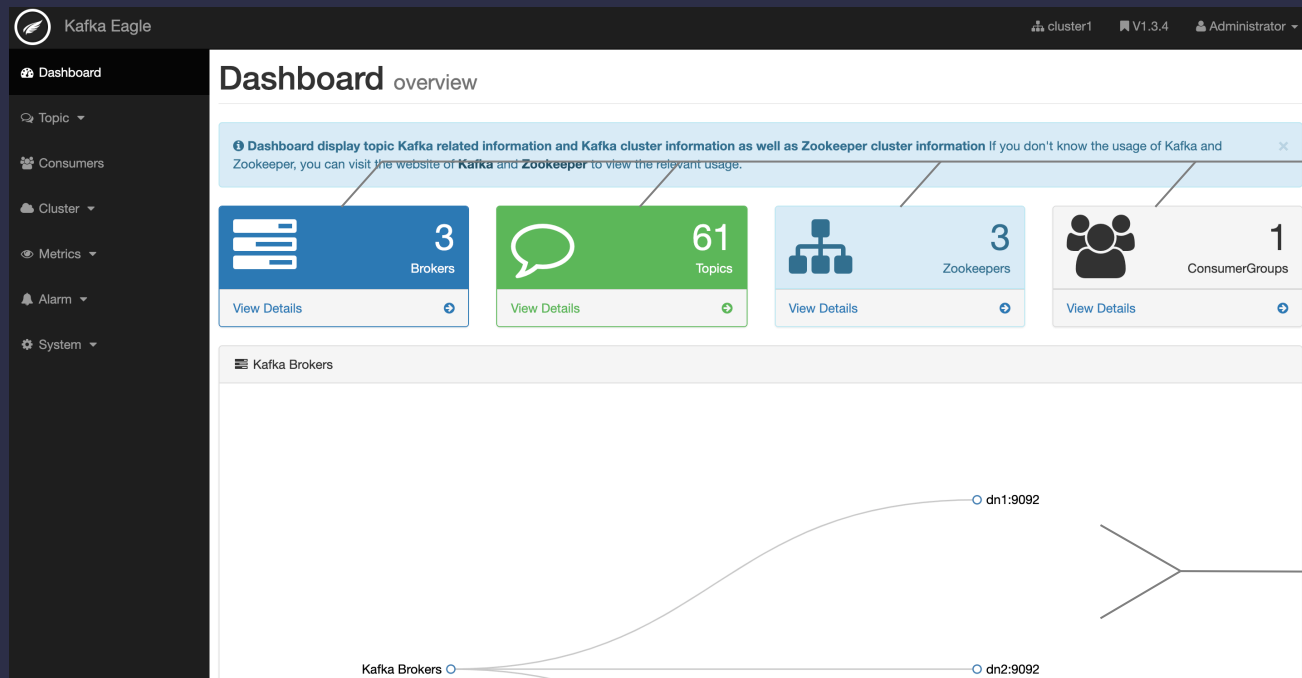 Kafka Eagle
cluster1
V1.3.4
Administrator
Dashboard
Topic
Consumers
Cluster
Metrics
Alarm
System
Dashboard overview
Dashboard display topic Kafka related information and Kafka cluster information as well as Zookeeper cluster information If you don't know the usage of Kafka and
Zookeeper, you can visit the website of Kafka and Zookeeper to view the relevant usage.
×
3
Brokers
View Details
61
Topics
View Details
3
Zookeepers
View Details
1
ConsumerGroups
View Details
Kafka Brokers
dn1:9092
Kafka Brokers
dn2:9092